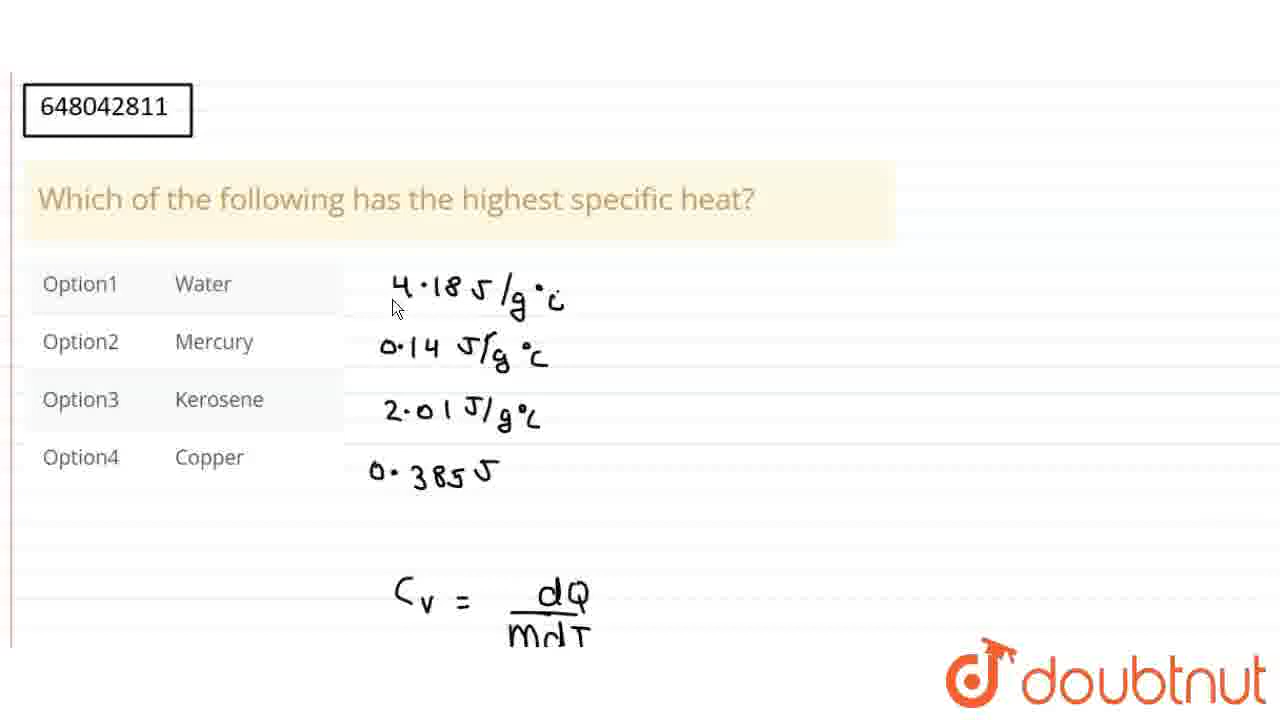 648042811
Which of the following has the highest specific heat?
Option1 Water 4.18 J/g°C
Option2 Mercury 0.14 J/g°C
Option3 Kerosene 2.01 J/g°C
Option4 Copper 0.385 J
Cv = dQ
mdT
doubtnut